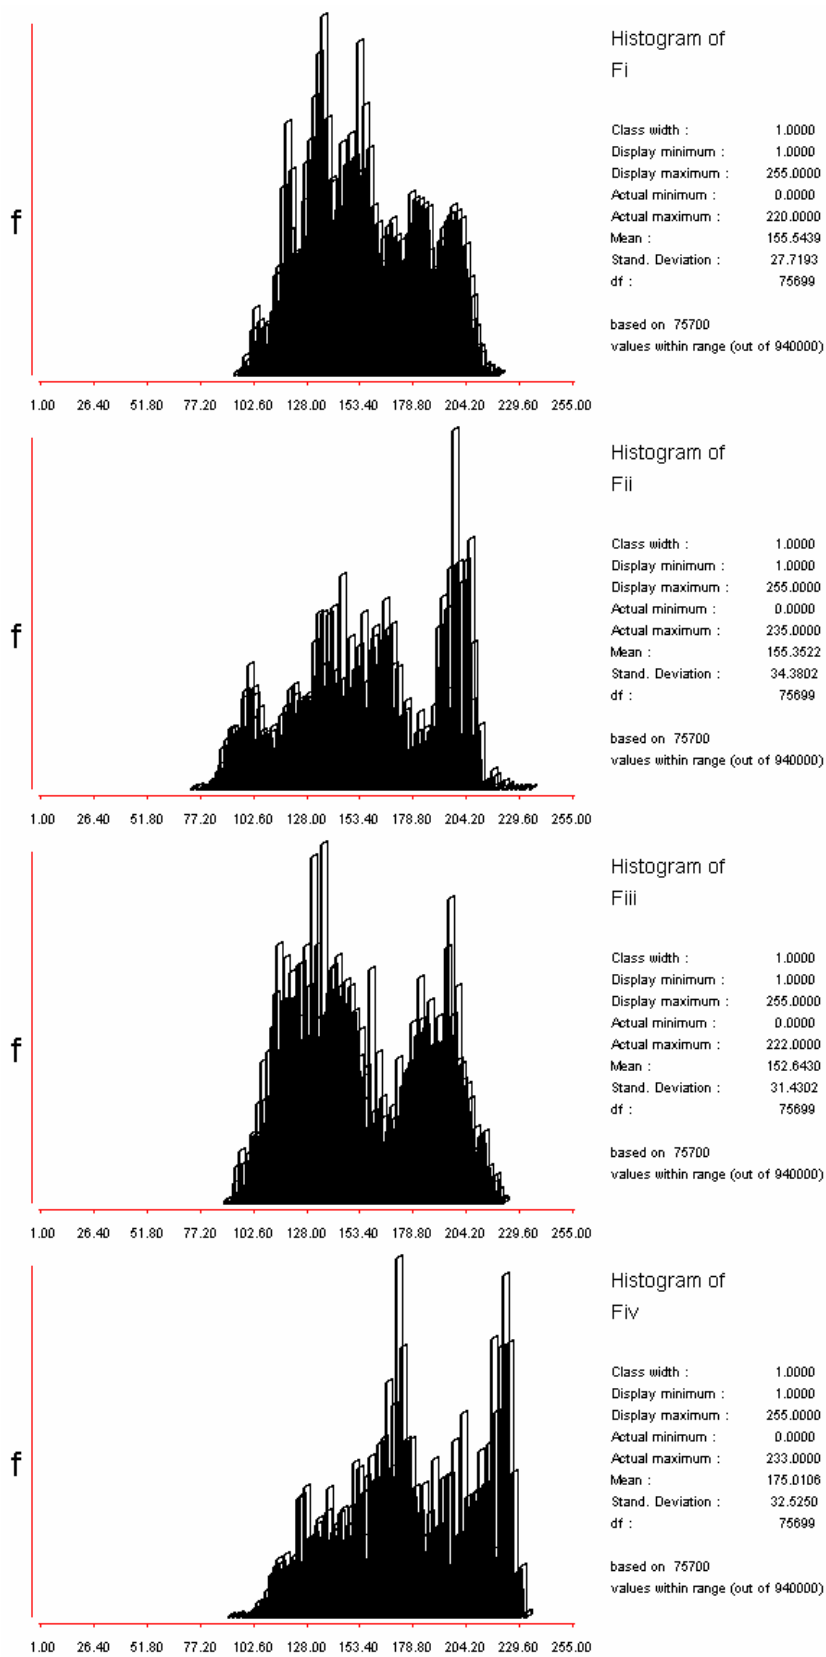 Histogram of
Fi
Class width : 1.0000
Display minimum : 1.0000
Display maximum : 255.0000
Actual minimum : 0.0000
Actual maximum : 220.0000
Mean : 155.5439
Stand. Deviation : 27.7193
df : 75699
based on 75700
values within range (out of 940000)
f
1.00 26.40 51.80 77.20 102.60 128.00 153.40 178.80 204.20 229.60 255.00
Histogram of
Fii
Class width : 1.0000
Display minimum : 1.0000
Display maximum : 255.0000
Actual minimum : 0.0000
Actual maximum : 235.0000
Mean : 155.3522
Stand. Deviation : 34.3802
df : 75699
based on 75700
values within range (out of 940000)
f
1.00 26.40 51.80 77.20 102.60 128.00 153.40 178.80 204.20 229.60 255.00
Histogram of
Fiii
Class width : 1.0000
Display minimum : 1.0000
Display maximum : 255.0000
Actual minimum : 0.0000
Actual maximum : 222.0000
Mean : 152.6430
Stand. Deviation : 31.4302
df : 75699
based on 75700
values within range (out of 940000)
f
1.00 26.40 51.80 77.20 102.60 128.00 153.40 178.80 204.20 229.60 255.00
Histogram of
Fiv
Class width : 1.0000
Display minimum : 1.0000
Display maximum : 255.0000
Actual minimum : 0.0000
Actual maximum : 233.0000
Mean : 175.0106
Stand. Deviation : 32.5250
df : 75699
based on 75700
values within range (out of 940000)
f
1.00 26.40 51.80 77.20 102.60 128.00 153.40 178.80 204.20 229.60 255.00